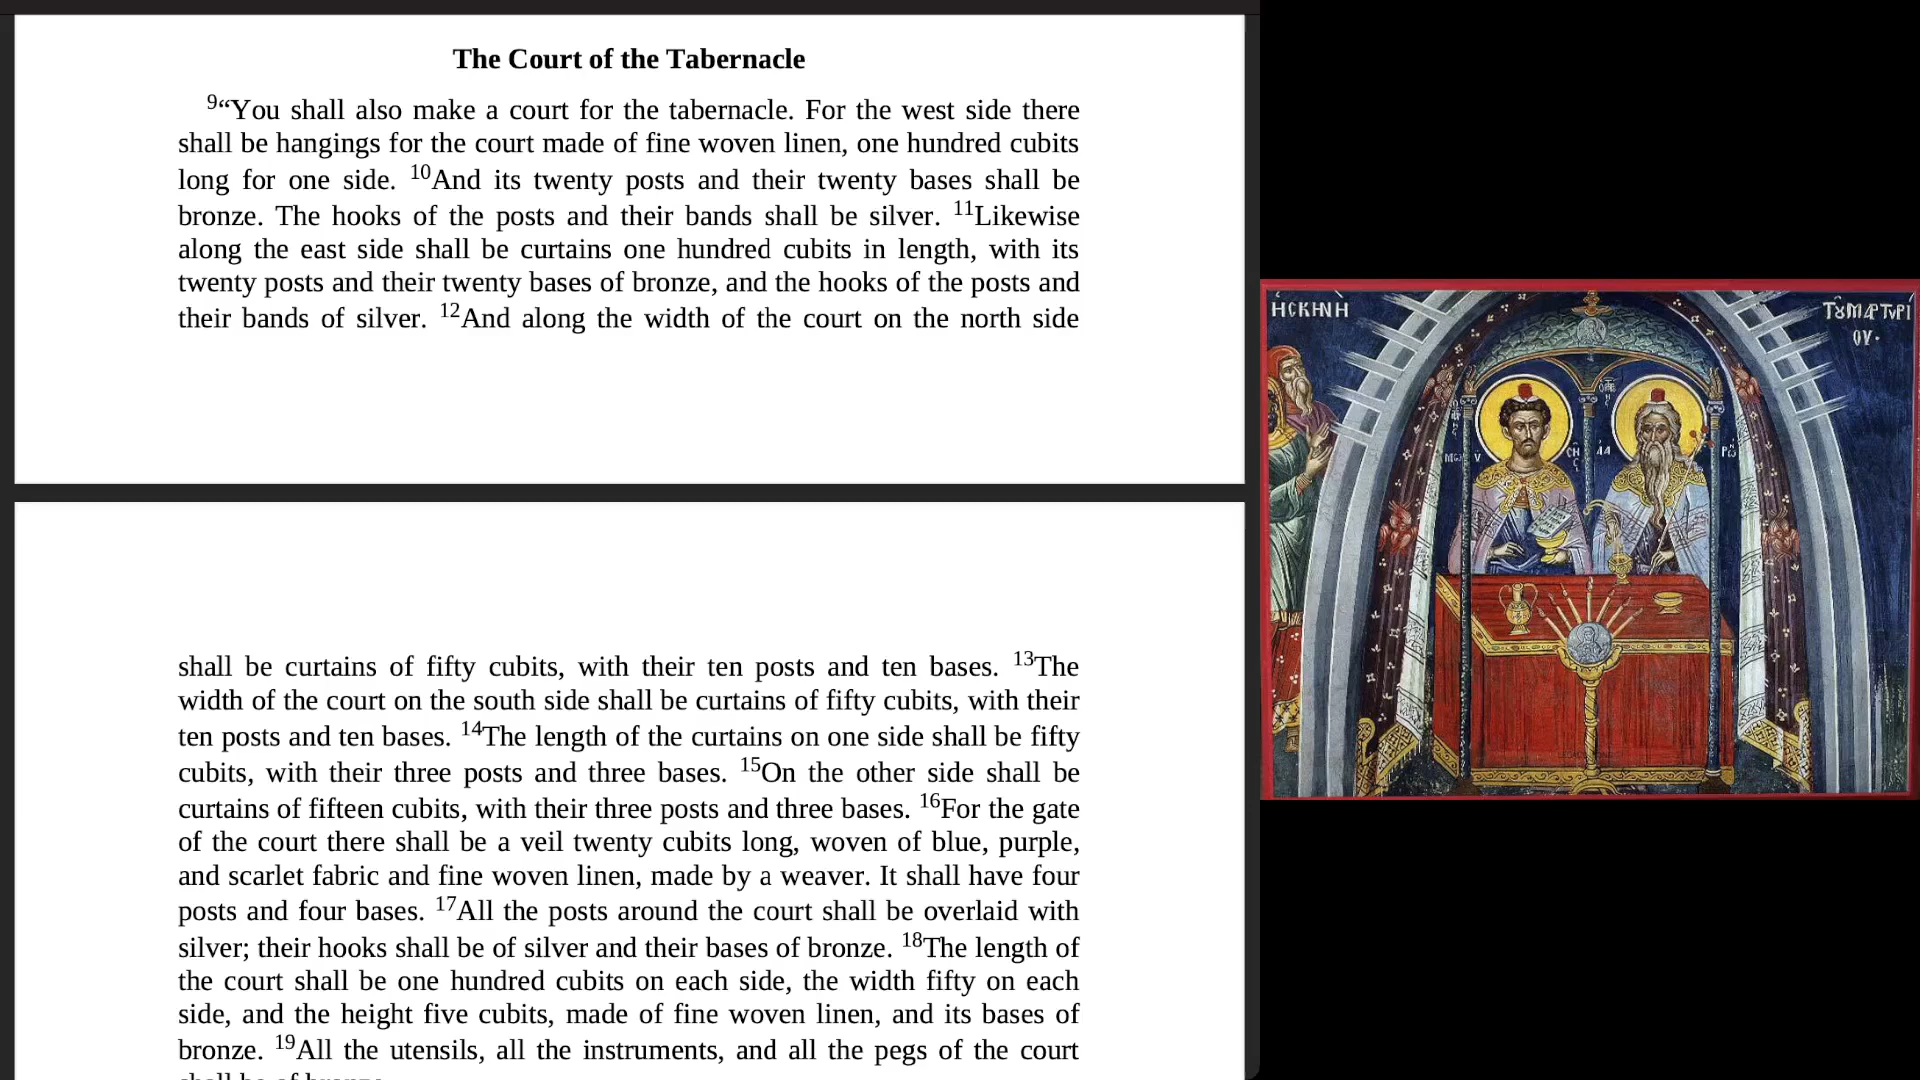 The Court of the Tabernacle
9“You shall also make a court for the tabernacle. For the west side there
shall be hangings for the court made of fine woven linen, one hundred cubits
long for one side. 10And its twenty posts and their twenty bases shall be
bronze. The hooks of the posts and their bands shall be silver. 11Likewise
along the east side shall be curtains one hundred cubits in length, with its
twenty posts and their twenty bases of bronze, and the hooks of the posts and
their bands of silver. 12And along the width of the court on the north side
shall be curtains of fifty cubits, with their ten posts and ten bases. 13The
width of the court on the south side shall be curtains of fifty cubits, with their
ten posts and ten bases. 14The length of the curtains on one side shall be fifty
cubits, with their three posts and three bases. 15On the other side shall be
curtains of fifteen cubits, with their three posts and three bases. 16For the gate
of the court there shall be a veil twenty cubits long, woven of blue, purple,
and scarlet fabric and fine woven linen, made by a weaver. It shall have four
posts and four bases. 17All the posts around the court shall be overlaid with
silver; their hooks shall be of silver and their bases of bronze. 18The length of
the court shall be one hundred cubits on each side, the width fifty on each
side, and the height five cubits, made of fine woven linen, and its bases of
bronze. 19All the utensils, all the instruments, and all the pegs of the court
shall be of bronze.
ἩCΚΗΝῊ
ΤȣΜΑΡΤΥΡΙ
ΟΥ·